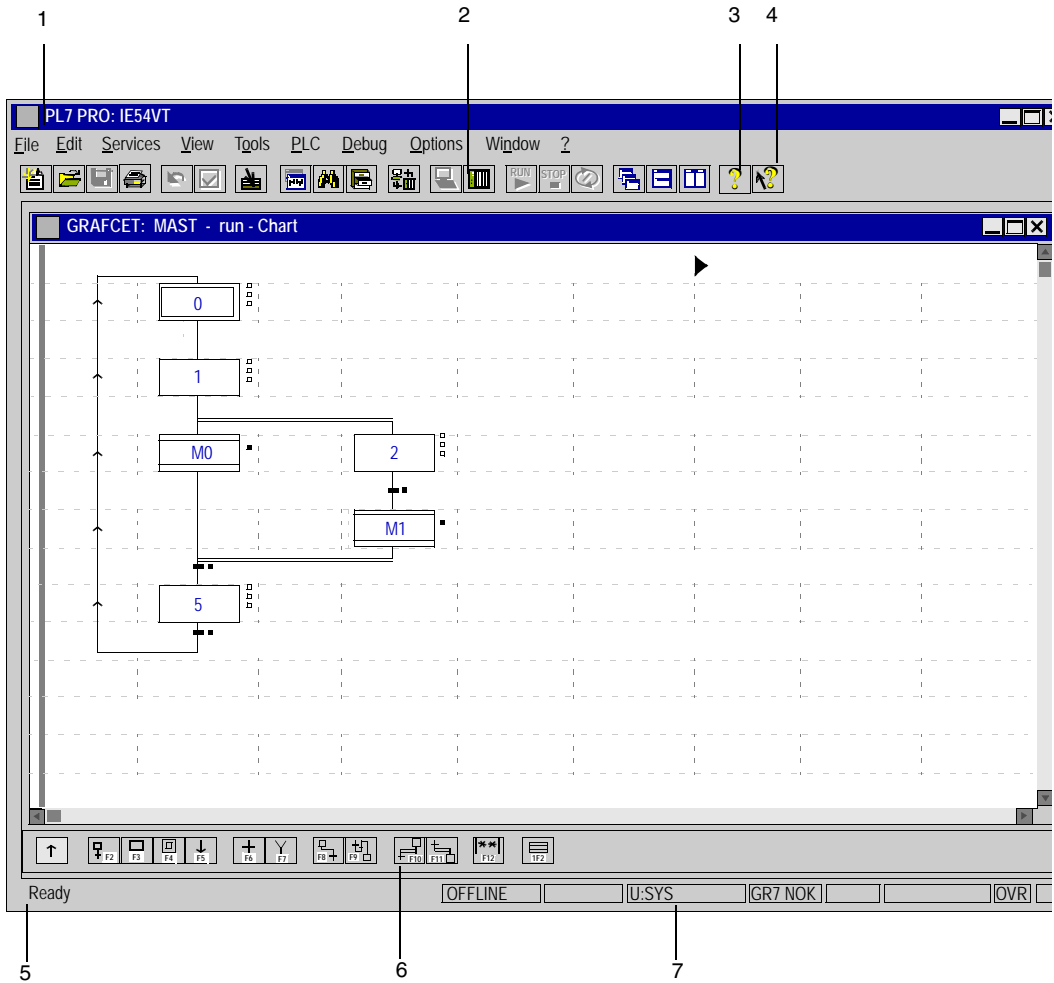 1 2 3 4
PL7 PRO: IE54VT
File Edit Services View Tools PLC Debug Options Window ?
RUN STOP ? ?
GRAFCET: MAST - run - Chart
0
1
M0 2
M1
5
F2 F3 F4 F5 F6 F7 F8 F9 F10 F11 ** F12 1F2
Ready OFFLINE U:SYS GR7 NOK OVR
5 6 7